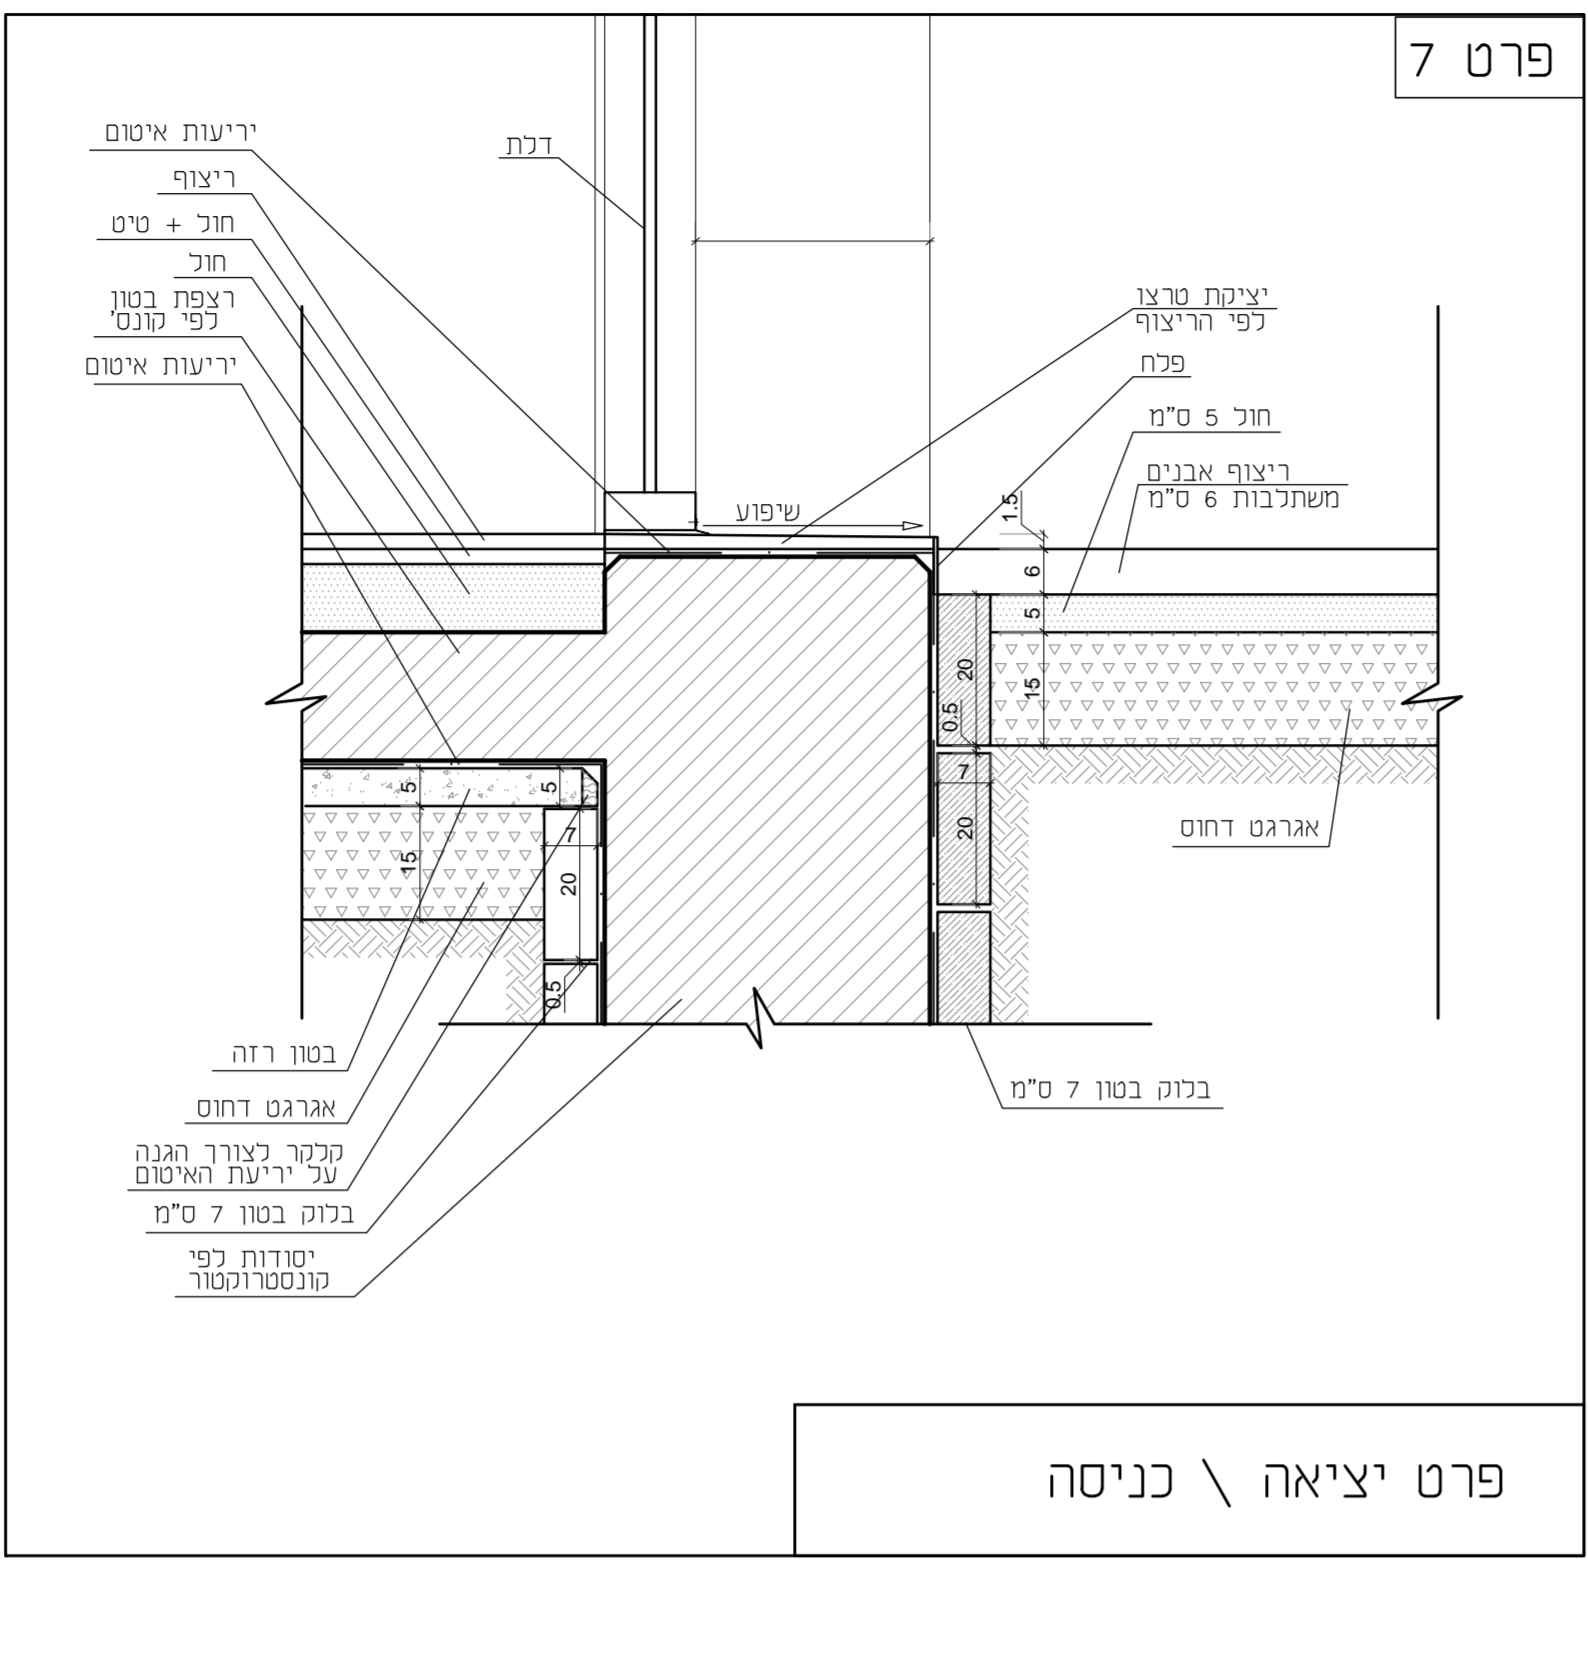 פרט 7
יריעות איטום
ריצוף
חול + טיט
חול
רצפת בטון
לפי קונס'
יריעות איטום
דלת
שיפוע
יציקת טרצו
לפי הריצוף
פלח
חול 5 ס"מ
ריצוף אבנים
משתלבות 6 ס"מ
1.5
6
5
15
20
0.5
7
20
אגרגט דחוס
5
5
15
7
20
0.5
בטון רזה
אגרגט דחוס
קלקר לצורך הגנה
על יריעת האיטום
בלוק בטון 7 ס"מ
יסודות לפי
קונסטרוקטור
בלוק בטון 7 ס"מ
פרט יציאה \ כניסה